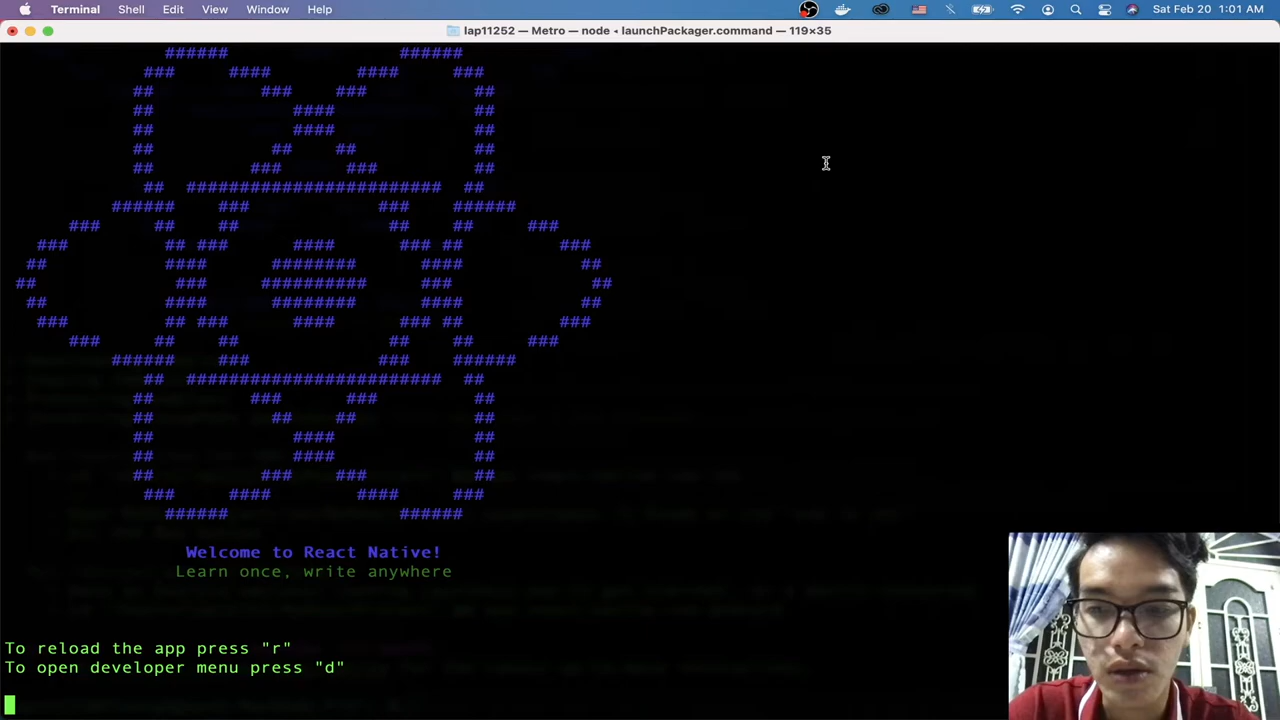 Terminal Shell Edit View Window Help Sat Feb 20 1:01 AM
lap11252 — Metro — node ◂ launchPackager.command — 119×35
Welcome to React Native!
Learn once, write anywhere
To reload the app press "r"
To open developer menu press "d"